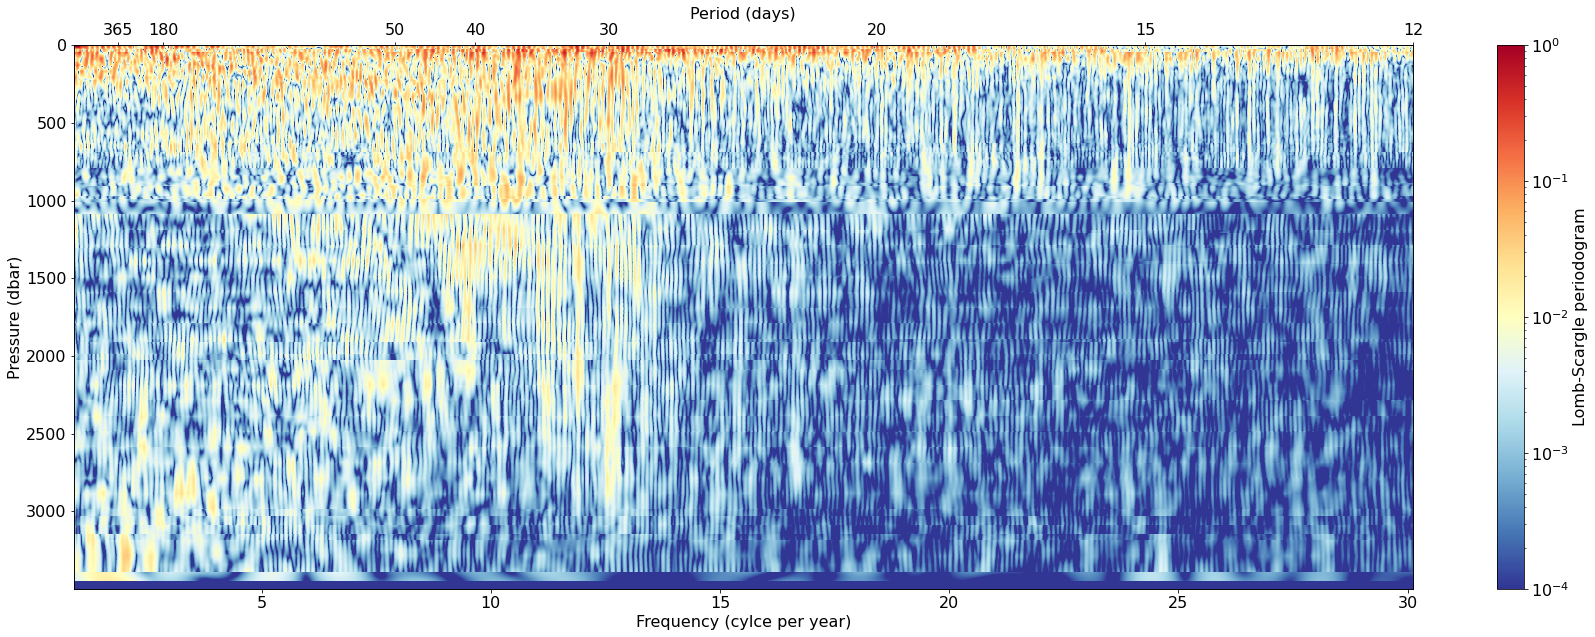 Period (days)
365 180 50 40 30 20 15 12
0
500
1000
1500
2000
2500
3000
Pressure (dbar)
5 10 15 20 25 30
Frequency (cylce per year)
10^0
10^-1
10^-2
10^-3
10^-4
Lomb-Scargle periodogram